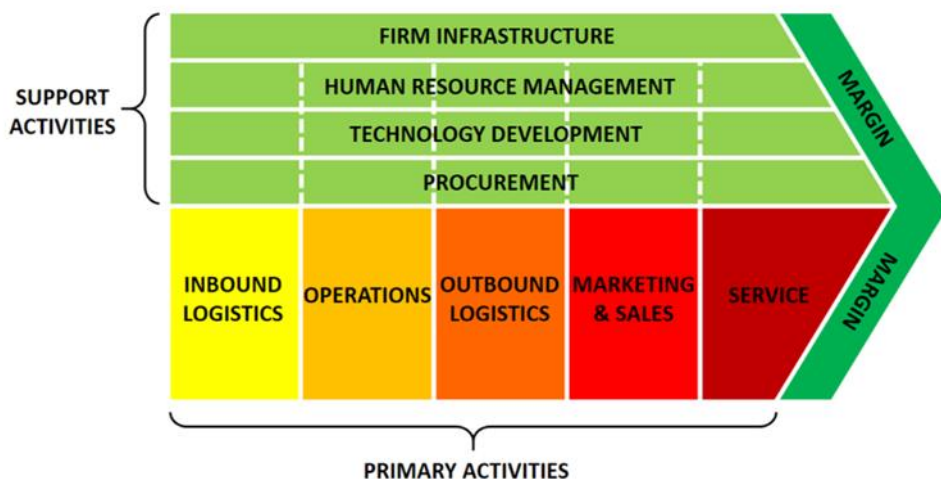 FIRM INFRASTRUCTURE
HUMAN RESOURCE MANAGEMENT
TECHNOLOGY DEVELOPMENT
PROCUREMENT
SUPPORT
ACTIVITIES
MARGIN
INBOUND
LOGISTICS
OPERATIONS
OUTBOUND
LOGISTICS
MARKETING
& SALES
SERVICE
MARGIN
PRIMARY ACTIVITIES